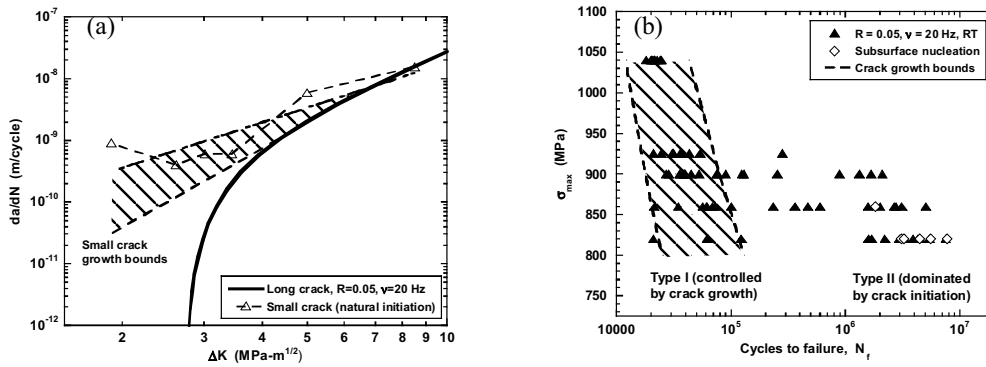 (a)
10^-7
10^-8
10^-9
10^-10
10^-11
10^-12
da/dN (m/cycle)
Small crack
growth bounds
Long crack, R=0.05, ν=20 Hz
Small crack (natural initiation)
2 3 4 5 6 7 8 9 10
ΔK (MPa-m^1/2)
(b)
R = 0.05, ν = 20 Hz, RT
Subsurface nucleation
Crack growth bounds
1100
1050
1000
950
900
850
800
750
σmax (MPa)
Type I (controlled
by crack growth)
Type II (dominated
by crack initiation)
10000 10^5 10^6 10^7
Cycles to failure, N_f